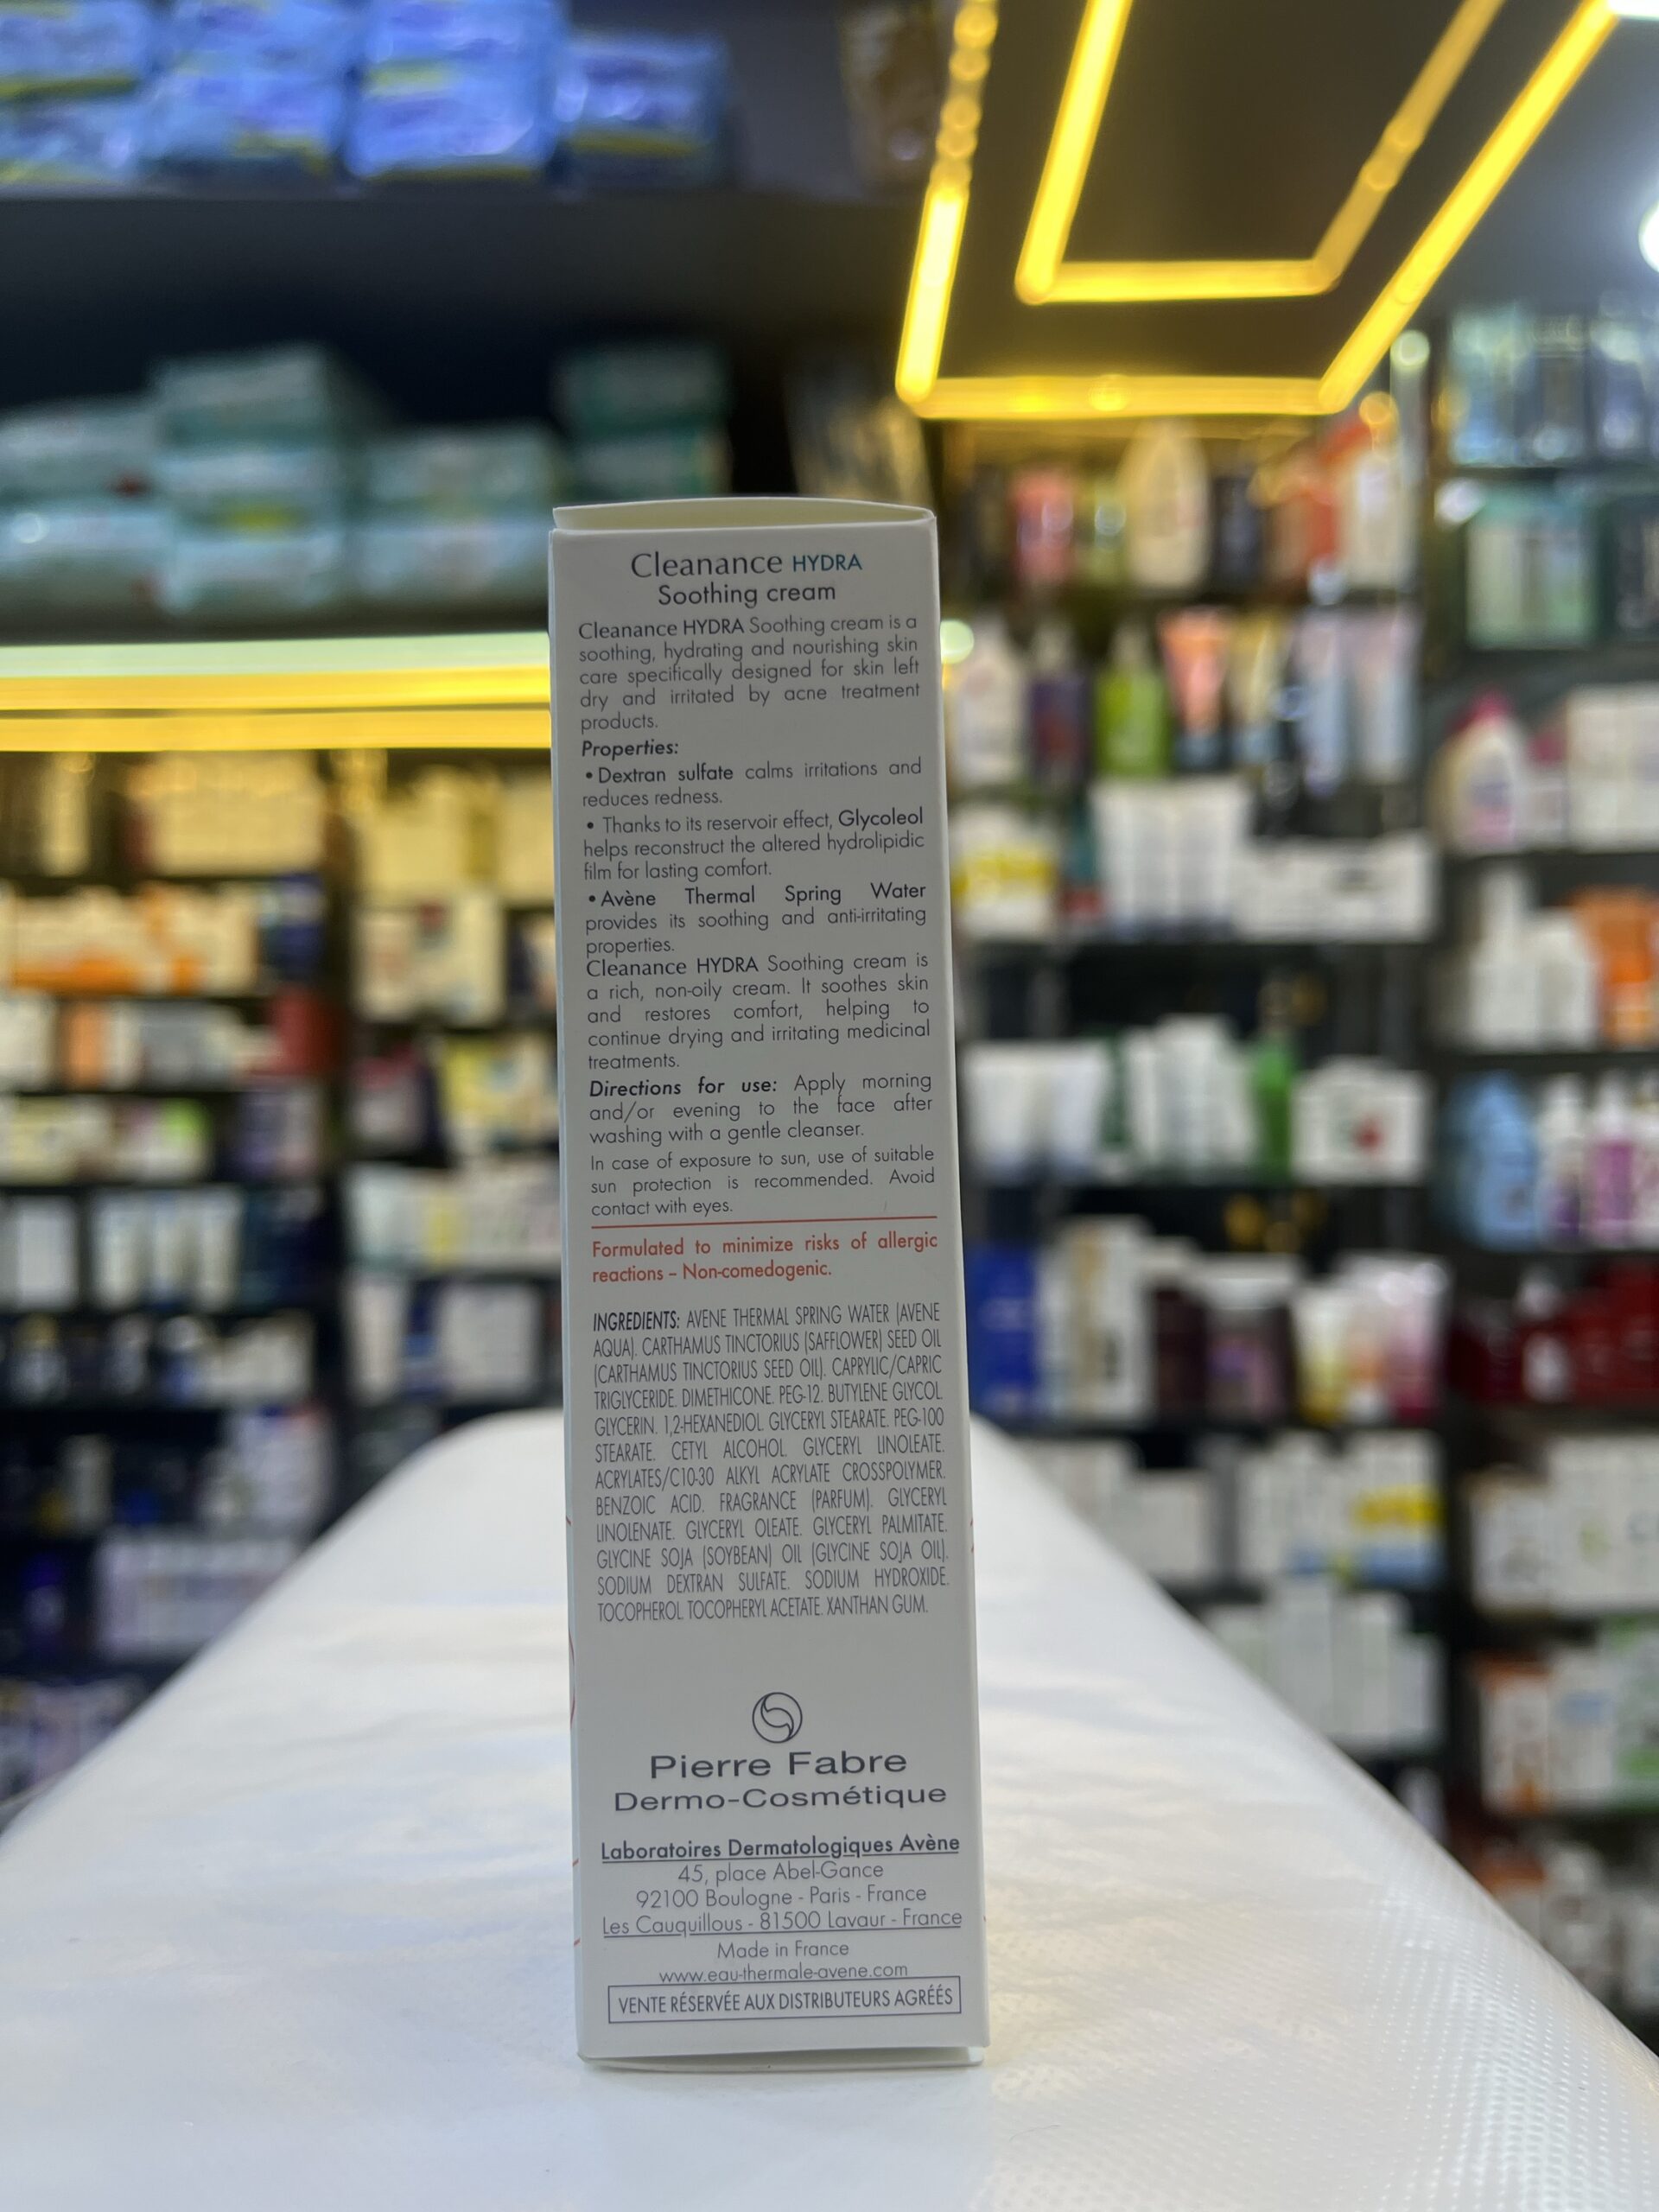 Cleanance HYDRA
Soothing cream
Cleanance HYDRA Soothing cream is a
soothing, hydrating and nourishing skin
care specifically designed for skin left
dry and irritated by acne treatment
products.
Properties:
• Dextran sulfate calms irritations and
reduces redness.
• Thanks to its reservoir effect, Glycoleol
helps reconstruct the altered hydrolipidic
film for lasting comfort.
• Avène Thermal Spring Water
provides its soothing and anti-irritating
properties.
Cleanance HYDRA Soothing cream is
a rich, non-oily cream. It soothes skin
and restores comfort, helping to
continue drying and irritating medicinal
treatments.
Directions for use: Apply morning
and/or evening to the face after
washing with a gentle cleanser.
In case of exposure to sun, use of suitable
sun protection is recommended. Avoid
contact with eyes.
Formulated to minimize risks of allergic
reactions – Non-comedogenic.
INGREDIENTS: AVENE THERMAL SPRING WATER (AVENE
AQUA). CARTHAMUS TINCTORIUS (SAFFLOWER) SEED OIL
(CARTHAMUS TINCTORIUS SEED OIL). CAPRYLIC/CAPRIC
TRIGLYCERIDE. DIMETHICONE. PEG-12. BUTYLENE GLYCOL.
GLYCERIN. 1,2-HEXANEDIOL. GLYCERYL STEARATE. PEG-100
STEARATE. CETYL ALCOHOL. GLYCERYL LINOLEATE.
ACRYLATES/C10-30 ALKYL ACRYLATE CROSSPOLYMER.
BENZOIC ACID. FRAGRANCE (PARFUM). GLYCERYL
LINOLENATE. GLYCERYL OLEATE. GLYCERYL PALMITATE.
GLYCINE SOJA (SOYBEAN) OIL (GLYCINE SOJA OIL).
SODIUM DEXTRAN SULFATE. SODIUM HYDROXIDE.
TOCOPHEROL. TOCOPHERYL ACETATE. XANTHAN GUM.
Pierre Fabre
Dermo-Cosmétique
Laboratoires Dermatologiques Avène
45, place Abel-Gance
92100 Boulogne - Paris - France
Les Cauquillous - 81500 Lavaur - France
Made in France
www.eau-thermale-avene.com
VENTE RÉSERVÉE AUX DISTRIBUTEURS AGRÉÉS